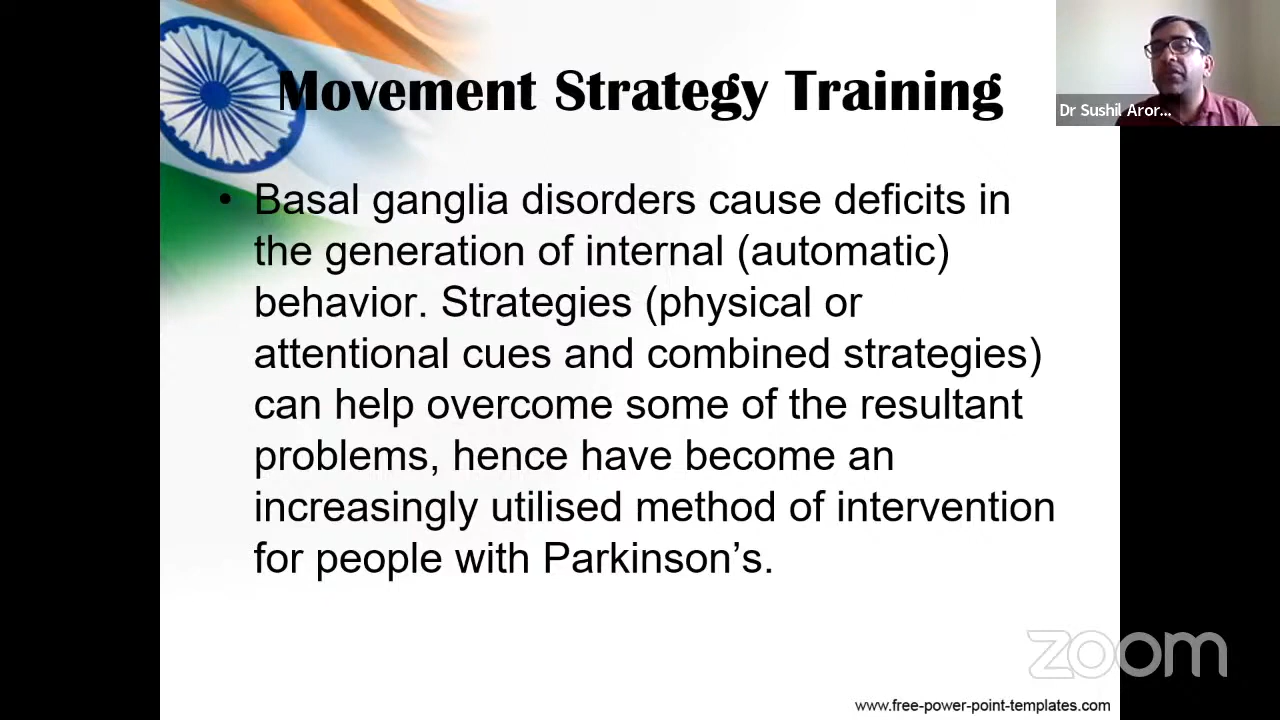 Movement Strategy Training
Dr Sushil Aror...
• Basal ganglia disorders cause deficits in
the generation of internal (automatic)
behavior. Strategies (physical or
attentional cues and combined strategies)
can help overcome some of the resultant
problems, hence have become an
increasingly utilised method of intervention
for people with Parkinson’s.
zoom
www.free-power-point-templates.com